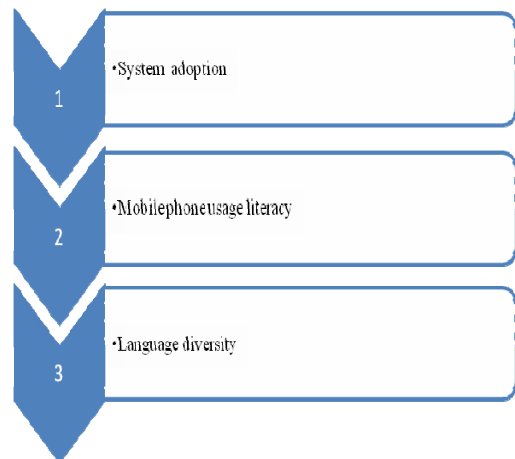 1
•System adoption
2
•Mobilephoneusage literacy
3
•Language diversity